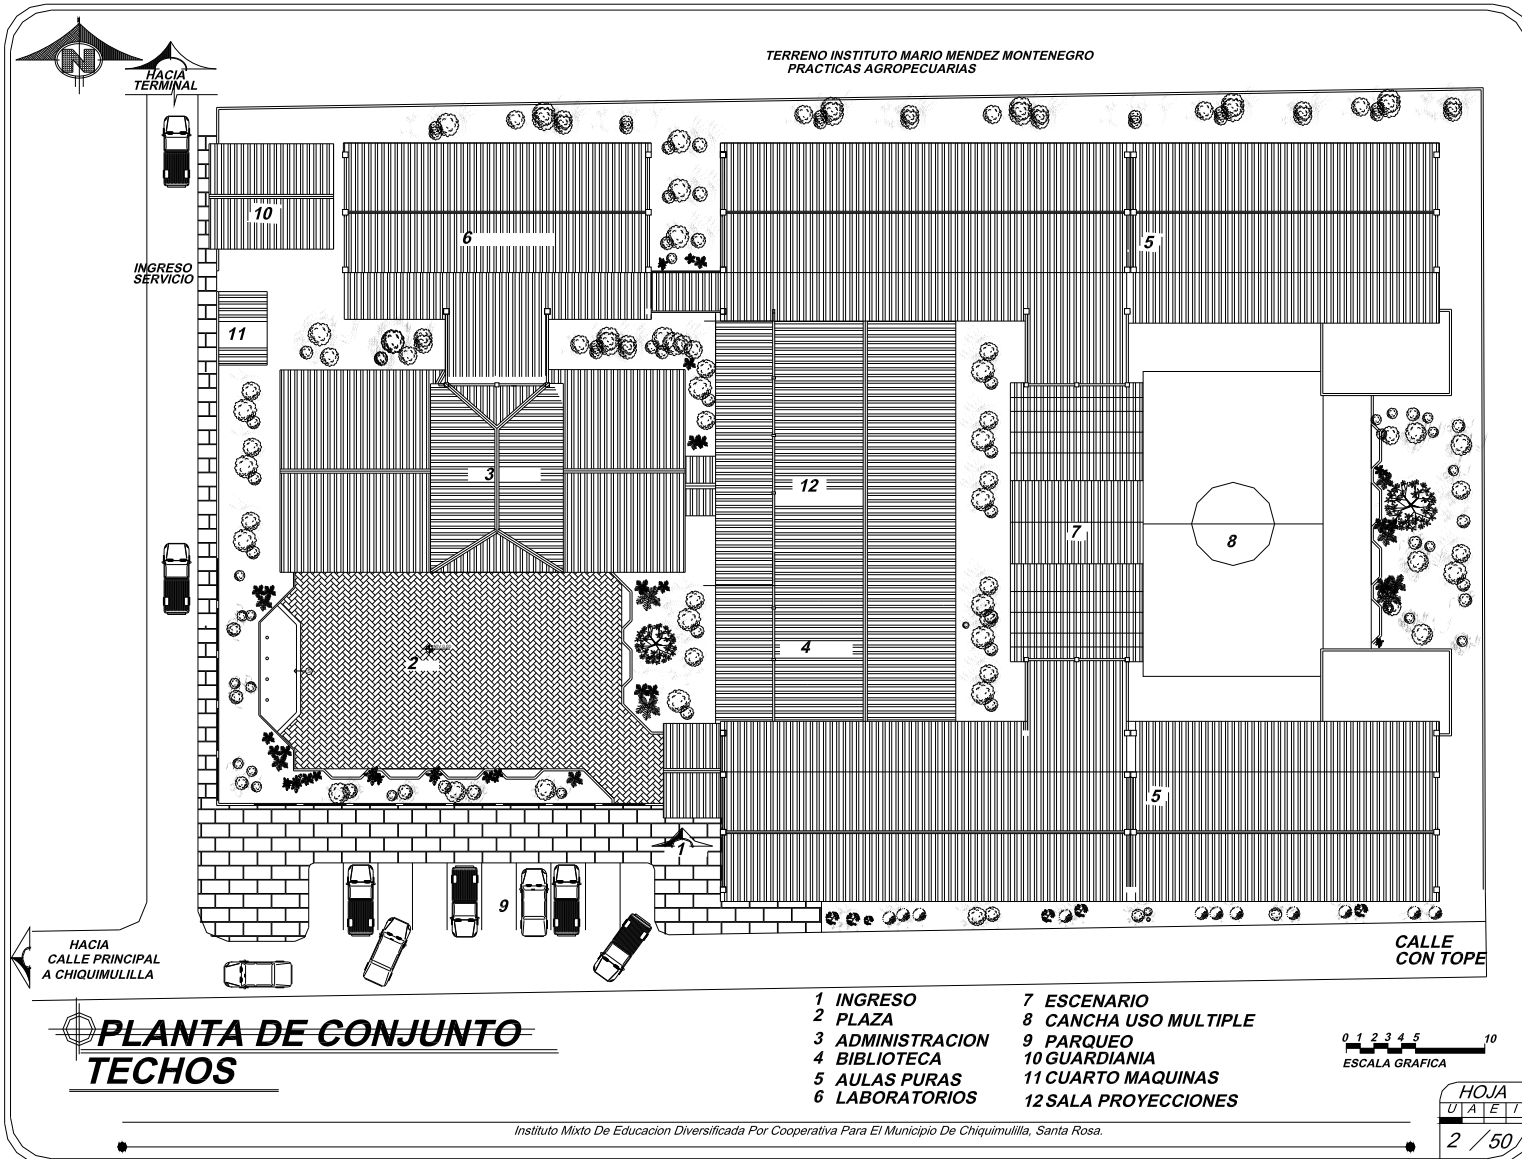 N
HACIA
TERMINAL
TERRENO INSTITUTO MARIO MENDEZ MONTENEGRO
PRACTICAS AGROPECUARIAS
10
6
5
INGRESO
SERVICIO
11
3
12
7
8
2
4
5
1
9
HACIA
CALLE PRINCIPAL
A CHIQUIMULILLA
CALLE
CON TOPE
PLANTA DE CONJUNTO
TECHOS
1 INGRESO
2 PLAZA
3 ADMINISTRACION
4 BIBLIOTECA
5 AULAS PURAS
6 LABORATORIOS
7 ESCENARIO
8 CANCHA USO MULTIPLE
9 PARQUEO
10 GUARDIANIA
11 CUARTO MAQUINAS
12 SALA PROYECCIONES
0 1 2 3 4 5 10
ESCALA GRAFICA
HOJA
U A E I
2 / 50
Instituto Mixto De Educacion Diversificada Por Cooperativa Para El Municipio De Chiquimulilla, Santa Rosa.